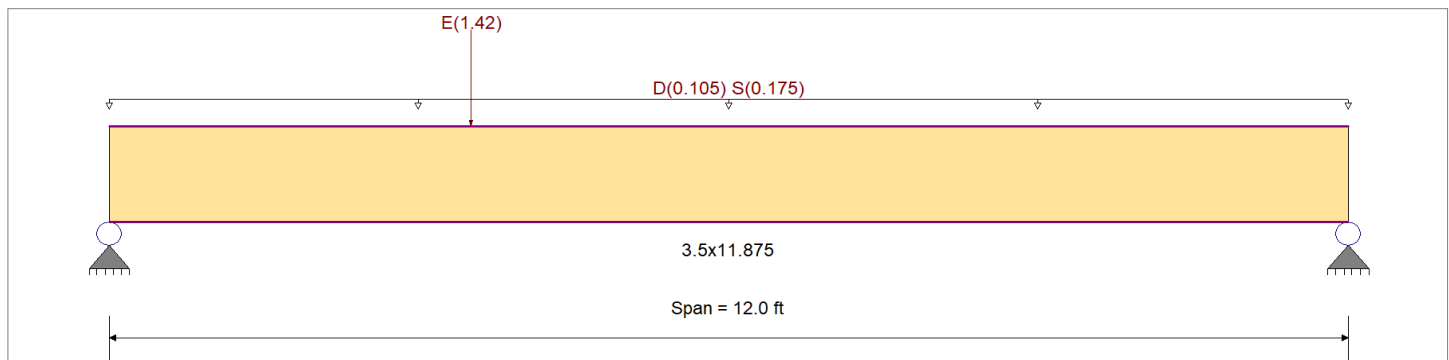 E(1.42)
D(0.105) S(0.175)
3.5x11.875
Span = 12.0 ft